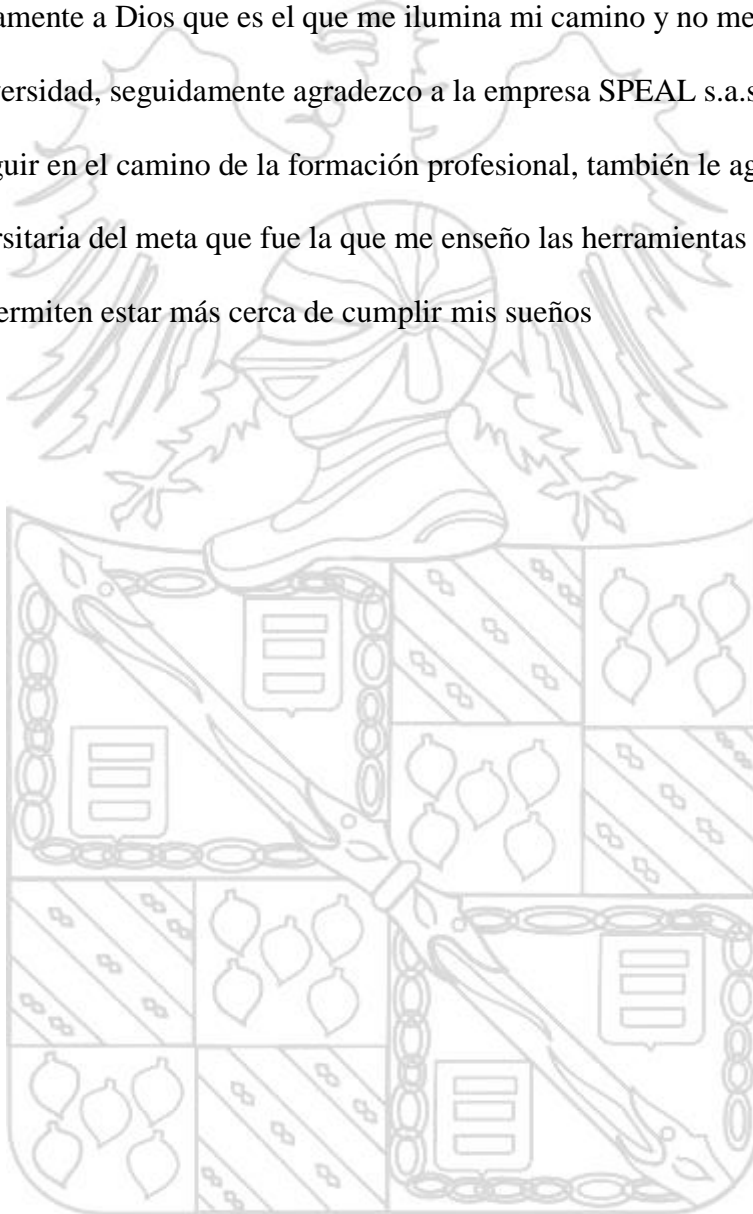 amente a Dios que es el que me ilumina mi camino y no me
versidad, seguidamente agradezco a la empresa SPEAL s.a.s
guir en el camino de la formación profesional, también le ag
rsitaria del meta que fue la que me enseño las herramientas
ermiten estar más cerca de cumplir mis sueños